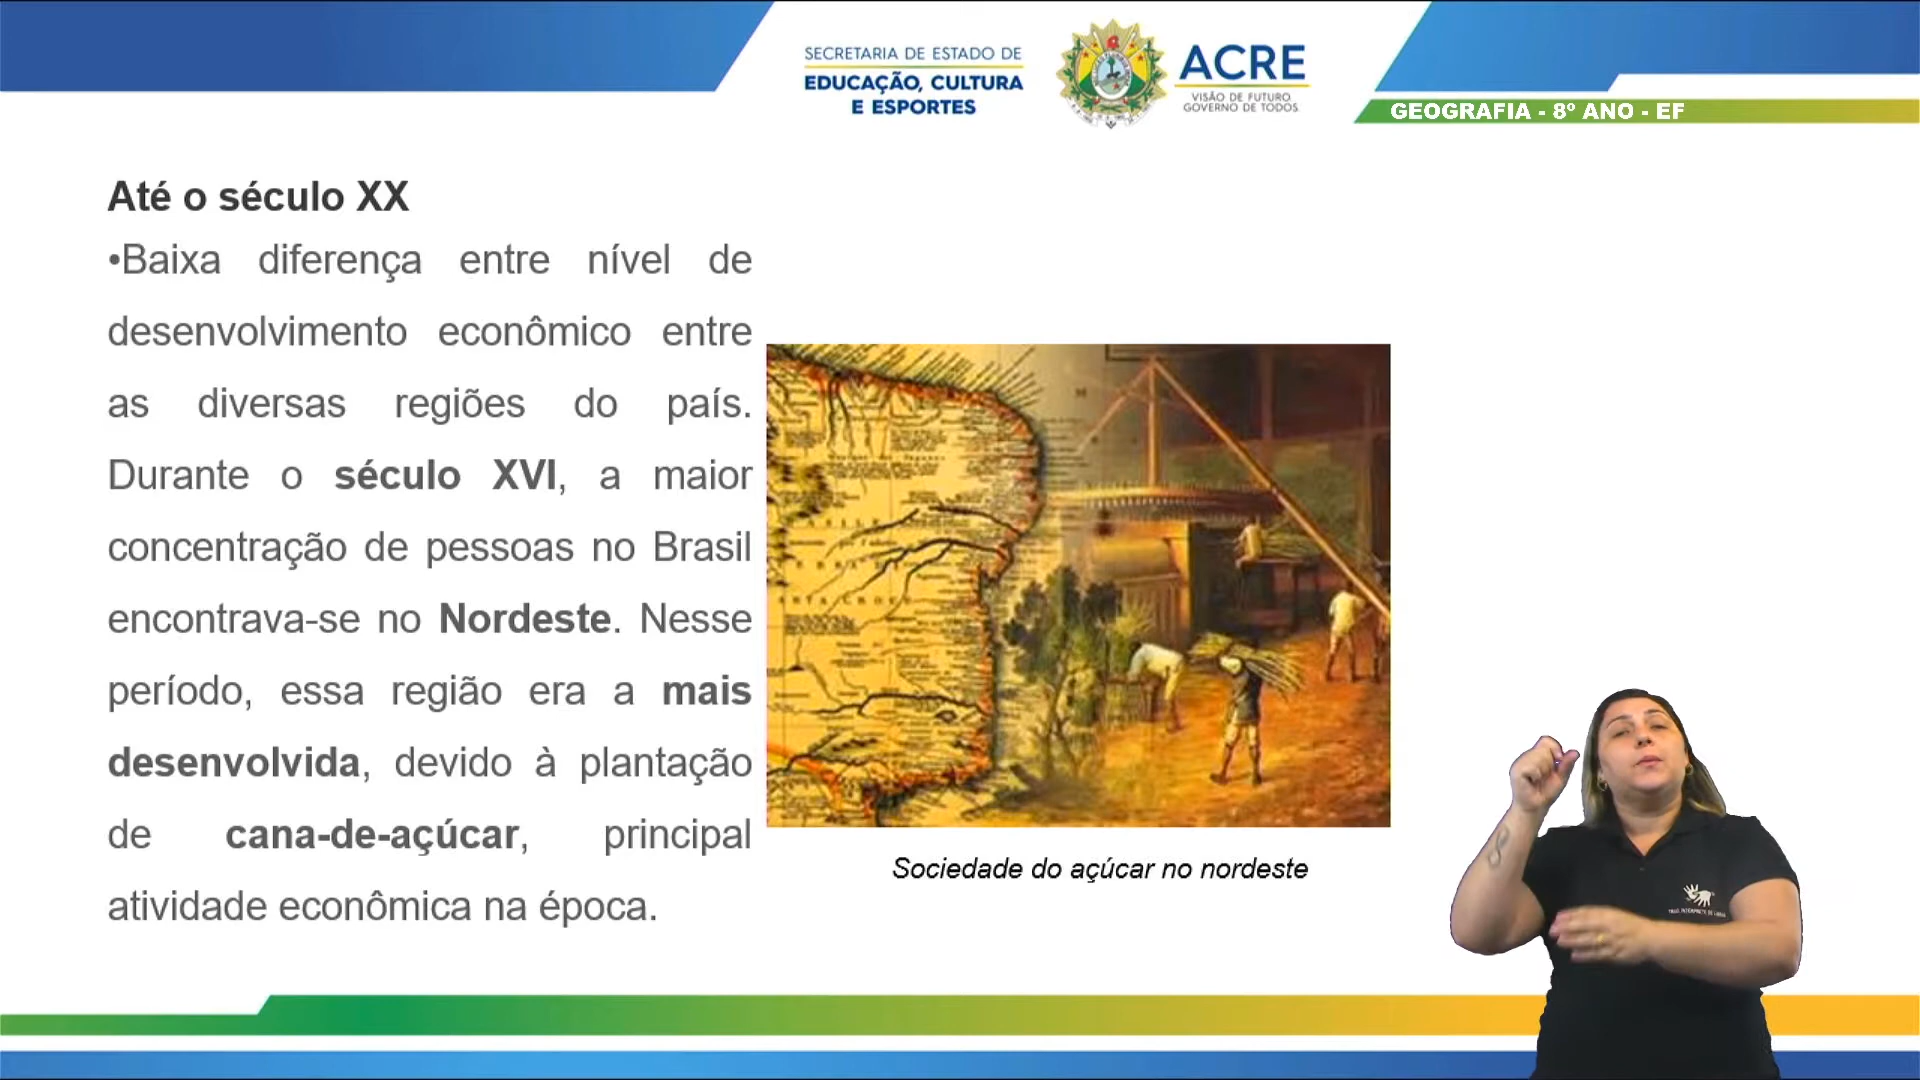 SECRETARIA DE ESTADO DE
EDUCAÇÃO, CULTURA
E ESPORTES
ACRE
VISÃO DE FUTURO.
GOVERNO DE TODOS.
GEOGRAFIA - 8º ANO - EF
Até o século XX
•Baixa diferença entre nível de
desenvolvimento econômico entre
as diversas regiões do país.
Durante o século XVI, a maior
concentração de pessoas no Brasil
encontrava-se no Nordeste. Nesse
período, essa região era a mais
desenvolvida, devido à plantação
de cana-de-açúcar, principal
atividade econômica na época.
Sociedade do açúcar no nordeste